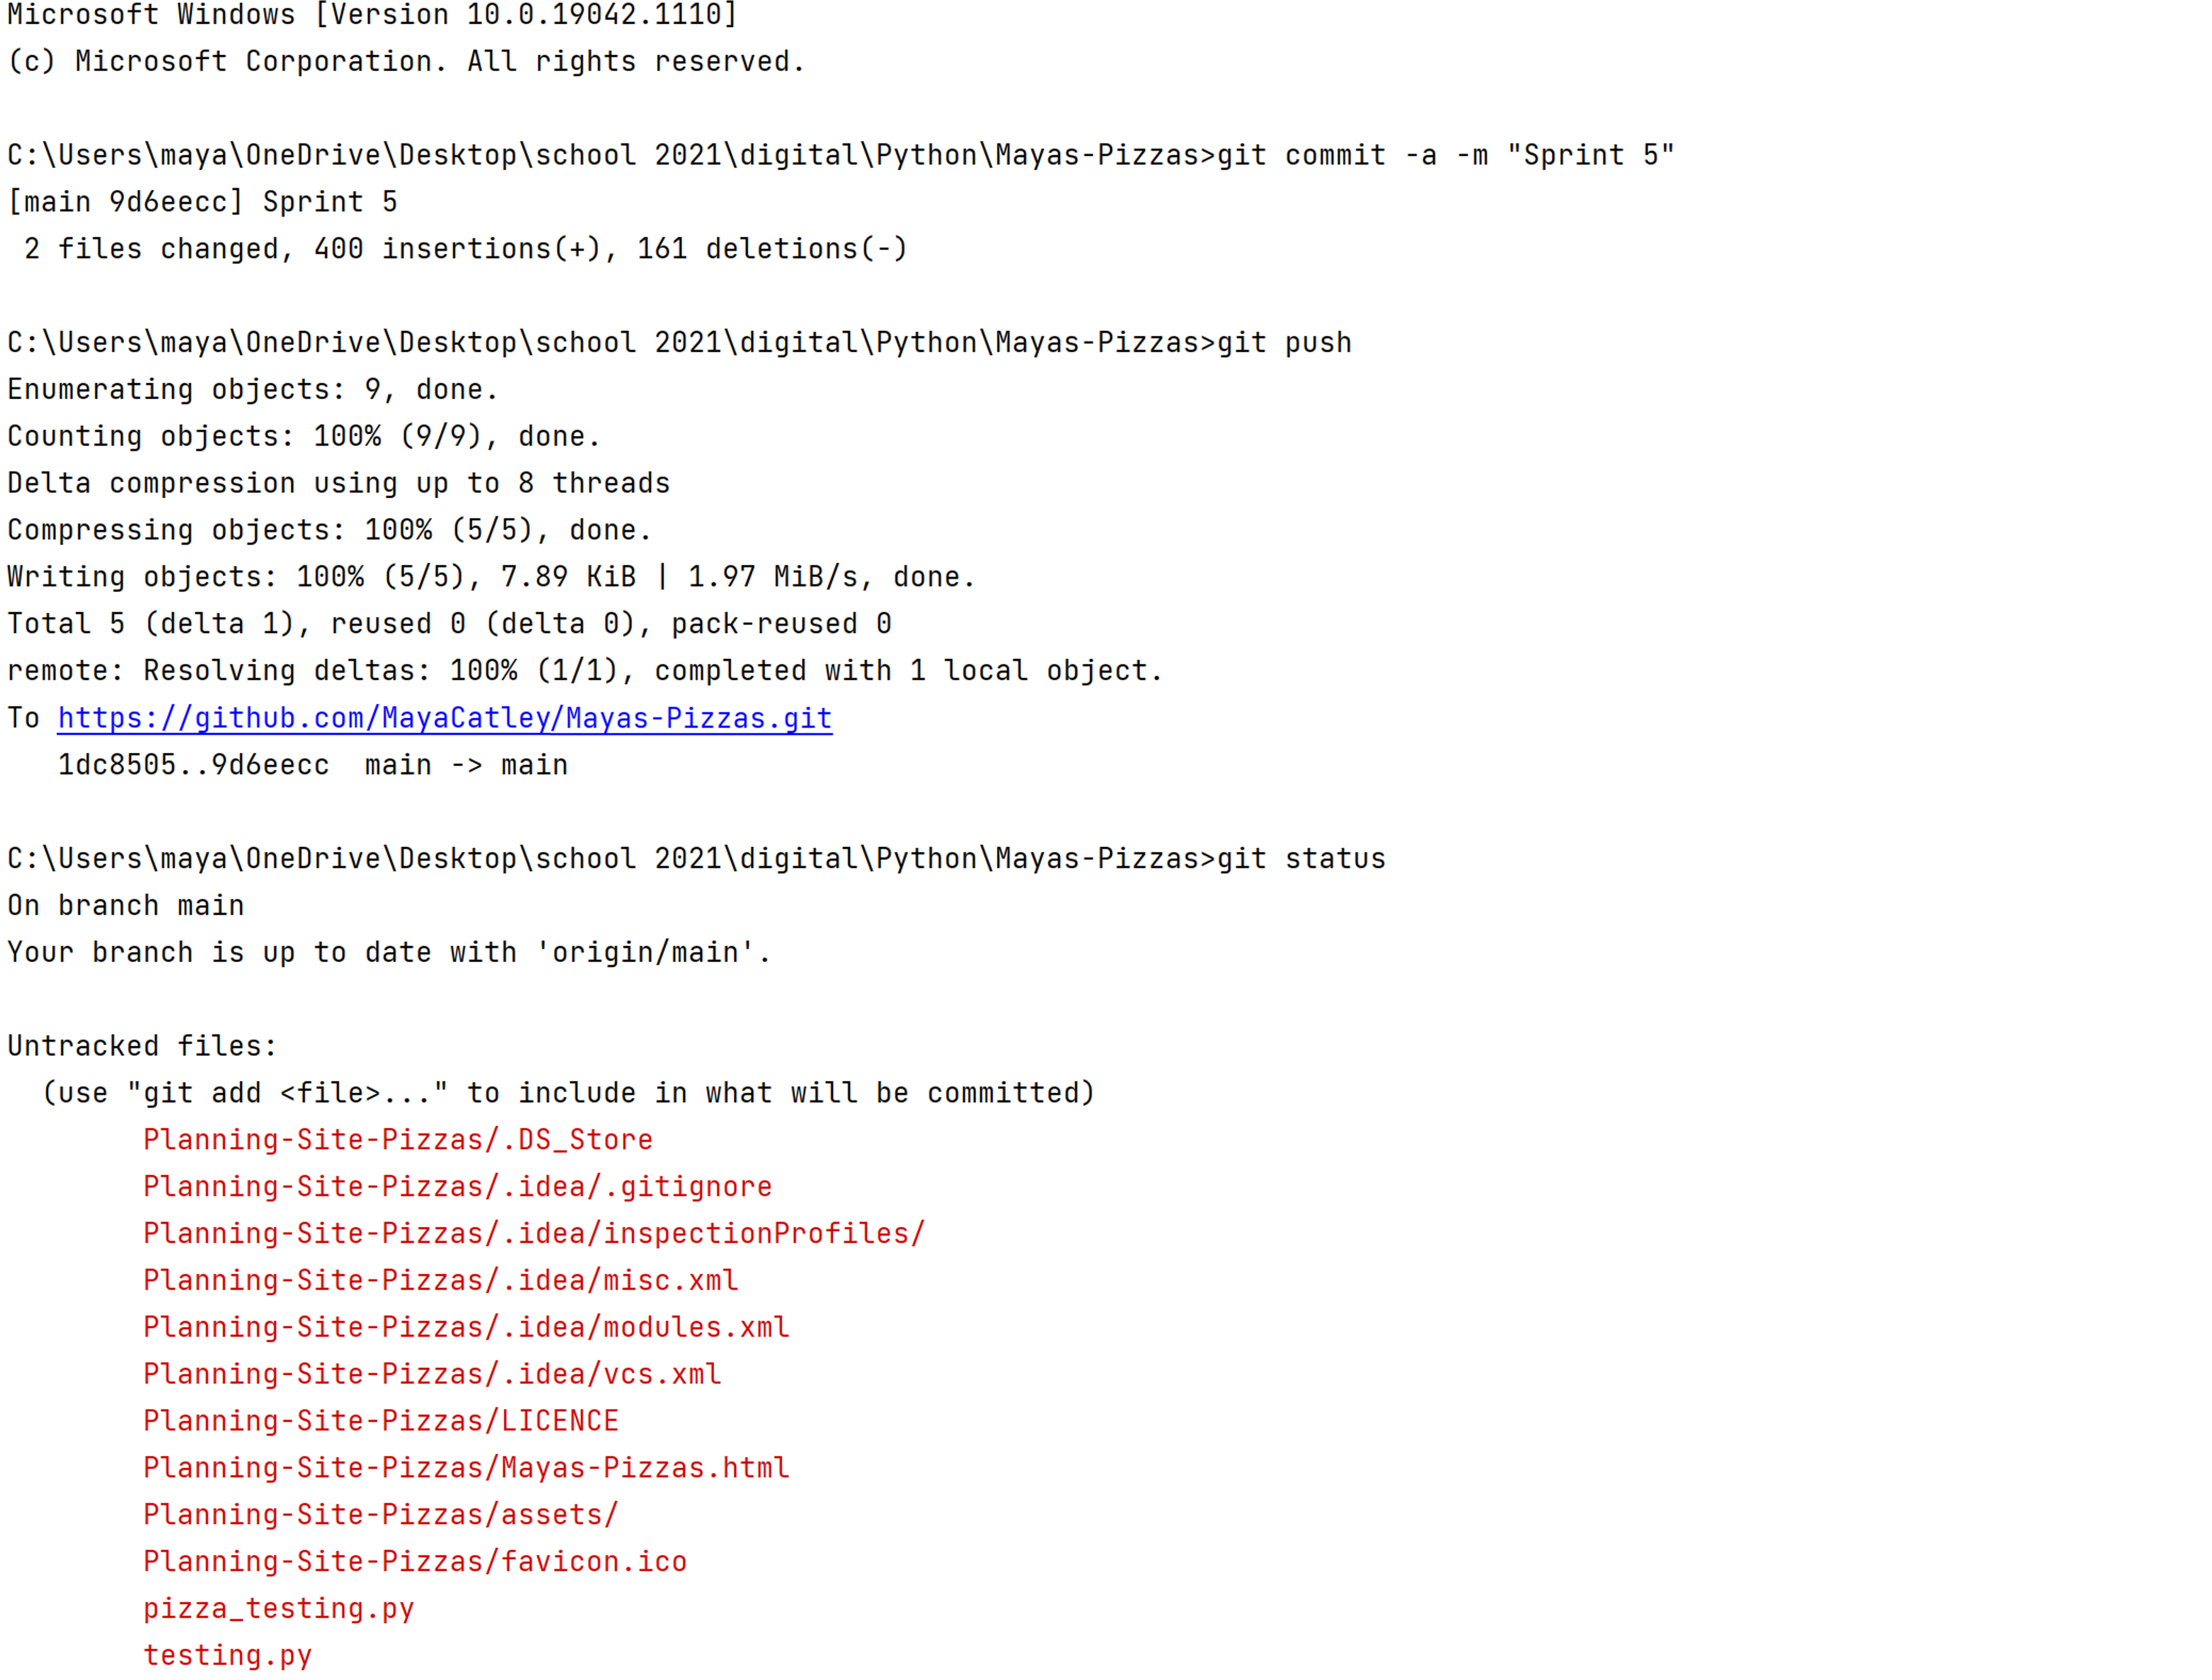 Microsoft Windows [Version 10.0.19042.1110]
(c) Microsoft Corporation. All rights reserved.
C:\Users\maya\OneDrive\Desktop\school 2021\digital\Python\Mayas-Pizzas>git commit -a -m "Sprint 5"
[main 9d6eecc] Sprint 5
 2 files changed, 400 insertions(+), 161 deletions(-)
C:\Users\maya\OneDrive\Desktop\school 2021\digital\Python\Mayas-Pizzas>git push
Enumerating objects: 9, done.
Counting objects: 100% (9/9), done.
Delta compression using up to 8 threads
Compressing objects: 100% (5/5), done.
Writing objects: 100% (5/5), 7.89 KiB | 1.97 MiB/s, done.
Total 5 (delta 1), reused 0 (delta 0), pack-reused 0
remote: Resolving deltas: 100% (1/1), completed with 1 local object.
To https://github.com/MayaCatley/Mayas-Pizzas.git
   1dc8505..9d6eecc  main -> main
C:\Users\maya\OneDrive\Desktop\school 2021\digital\Python\Mayas-Pizzas>git status
On branch main
Your branch is up to date with 'origin/main'.
Untracked files:
  (use "git add <file>..." to include in what will be committed)
        Planning-Site-Pizzas/.DS_Store
        Planning-Site-Pizzas/.idea/.gitignore
        Planning-Site-Pizzas/.idea/inspectionProfiles/
        Planning-Site-Pizzas/.idea/misc.xml
        Planning-Site-Pizzas/.idea/modules.xml
        Planning-Site-Pizzas/.idea/vcs.xml
        Planning-Site-Pizzas/LICENCE
        Planning-Site-Pizzas/Mayas-Pizzas.html
        Planning-Site-Pizzas/assets/
        Planning-Site-Pizzas/favicon.ico
        pizza_testing.py
        testing.py